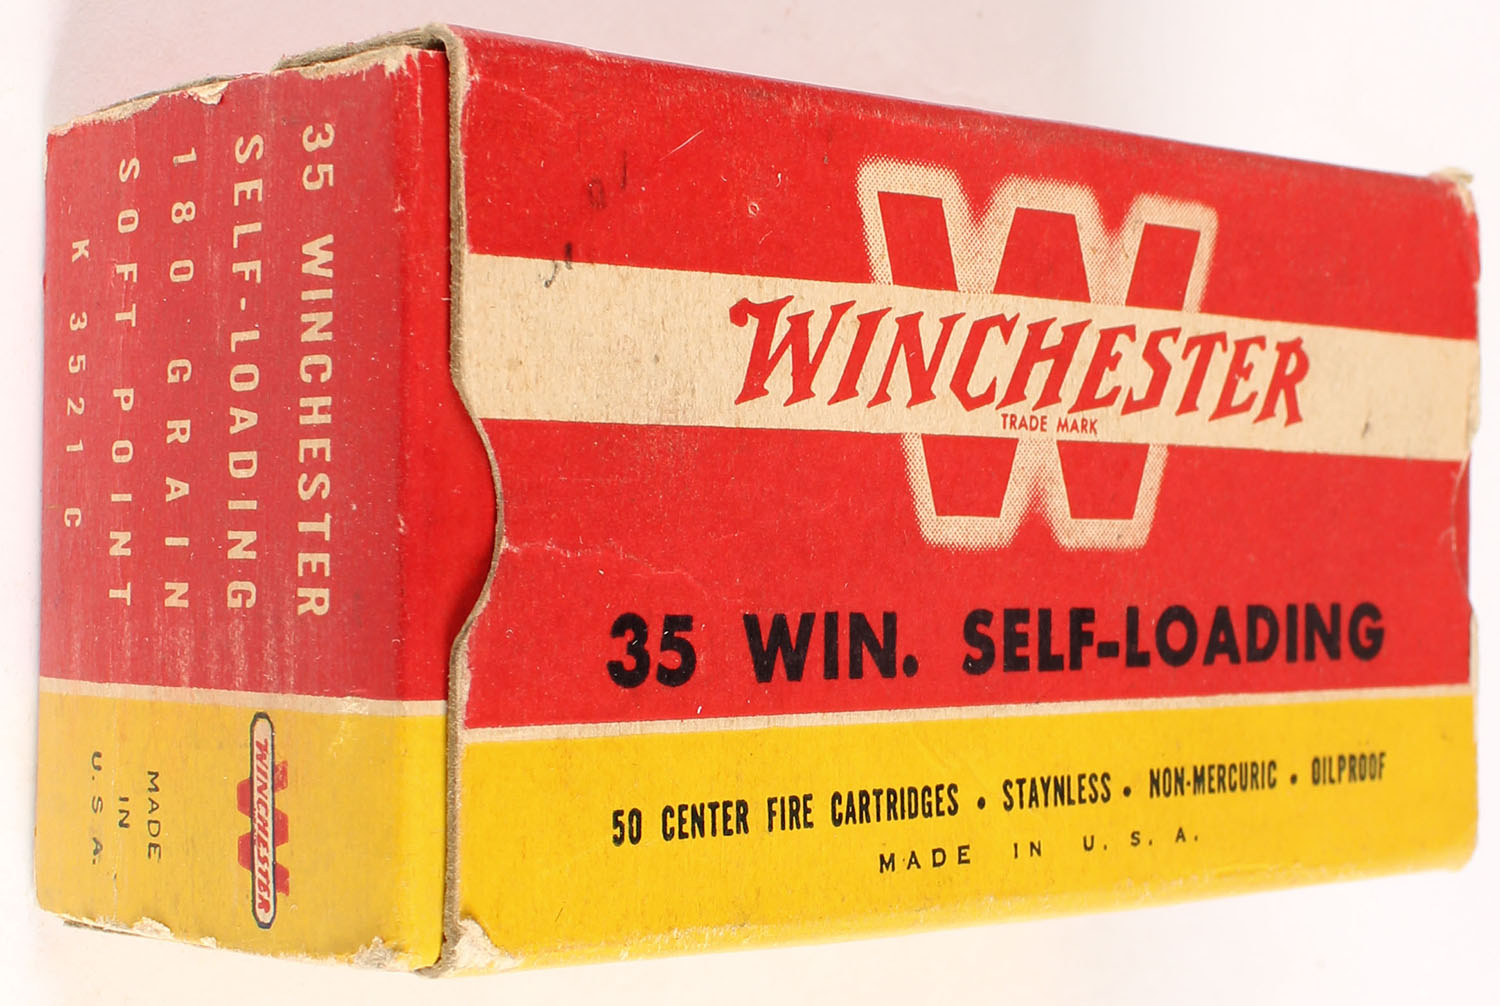 35 WINCHESTER
SELF-LOADING
180 GRAIN
SOFT POINT
K 3521 C
WINCHESTER
MADE
IN
U.S.A.
W
WINCHESTER
TRADE MARK
35 WIN. SELF-LOADING
50 CENTER FIRE CARTRIDGES • STAYNLESS • NON-MERCURIC • OILPROOF
MADE IN U. S. A.